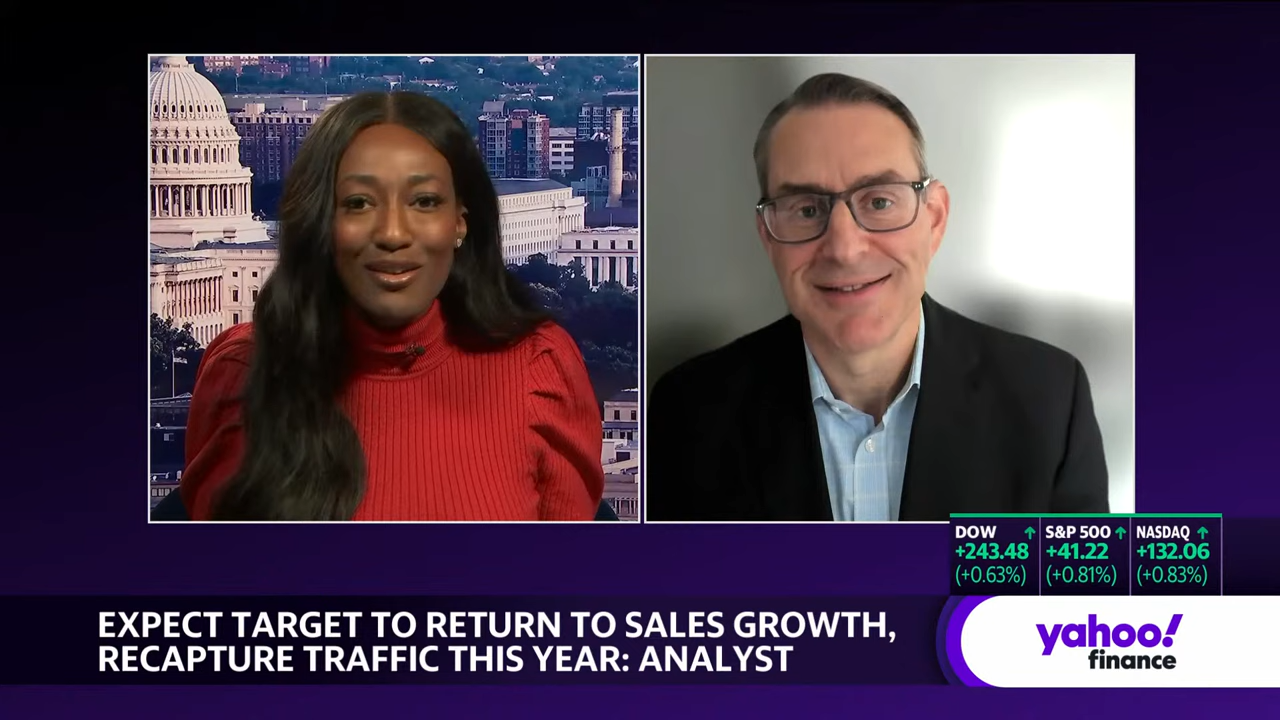 DOW ↑ S&P 500 ↑ NASDAQ ↑
+243.48 +41.22 +132.06
(+0.63%) (+0.81%) (+0.83%)
EXPECT TARGET TO RETURN TO SALES GROWTH,
RECAPTURE TRAFFIC THIS YEAR: ANALYST
yahoo!
finance